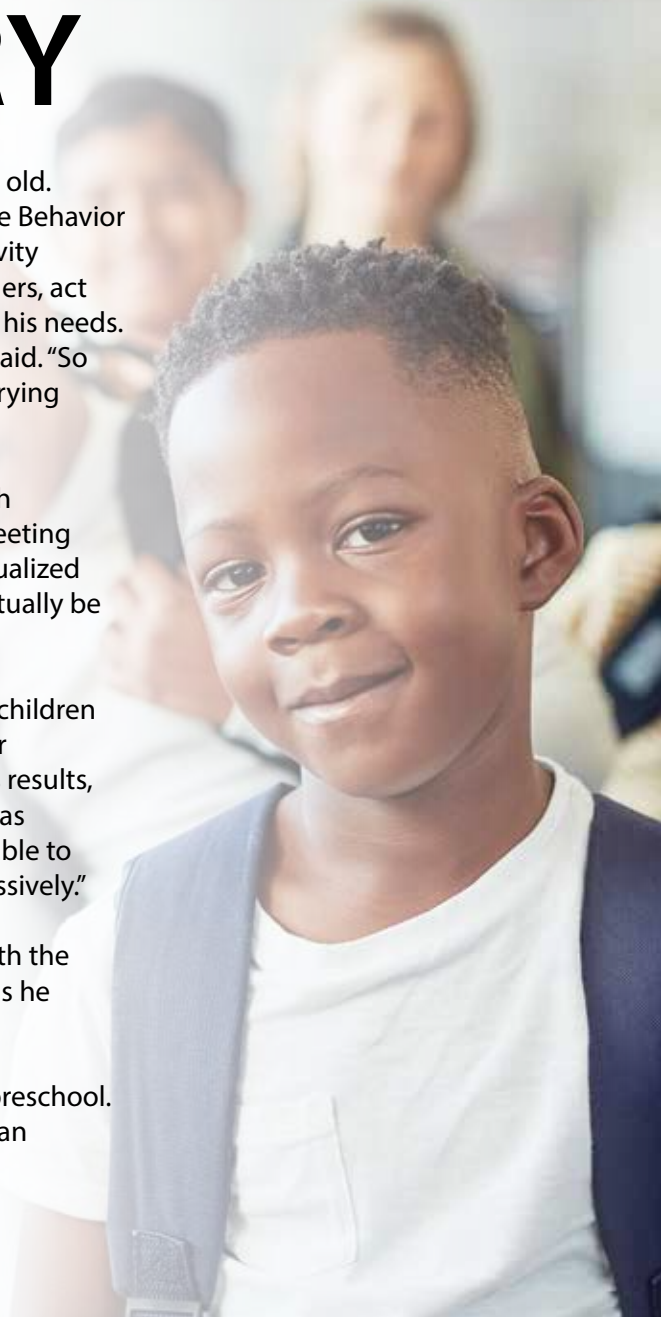 RY
old.
e Behavior
vity
ers, act
his needs.
aid. “So
rying
n
eeting
ualized
tually be
children
r
results,
as
ble to
ssively.”
th the
s he
preschool.
an